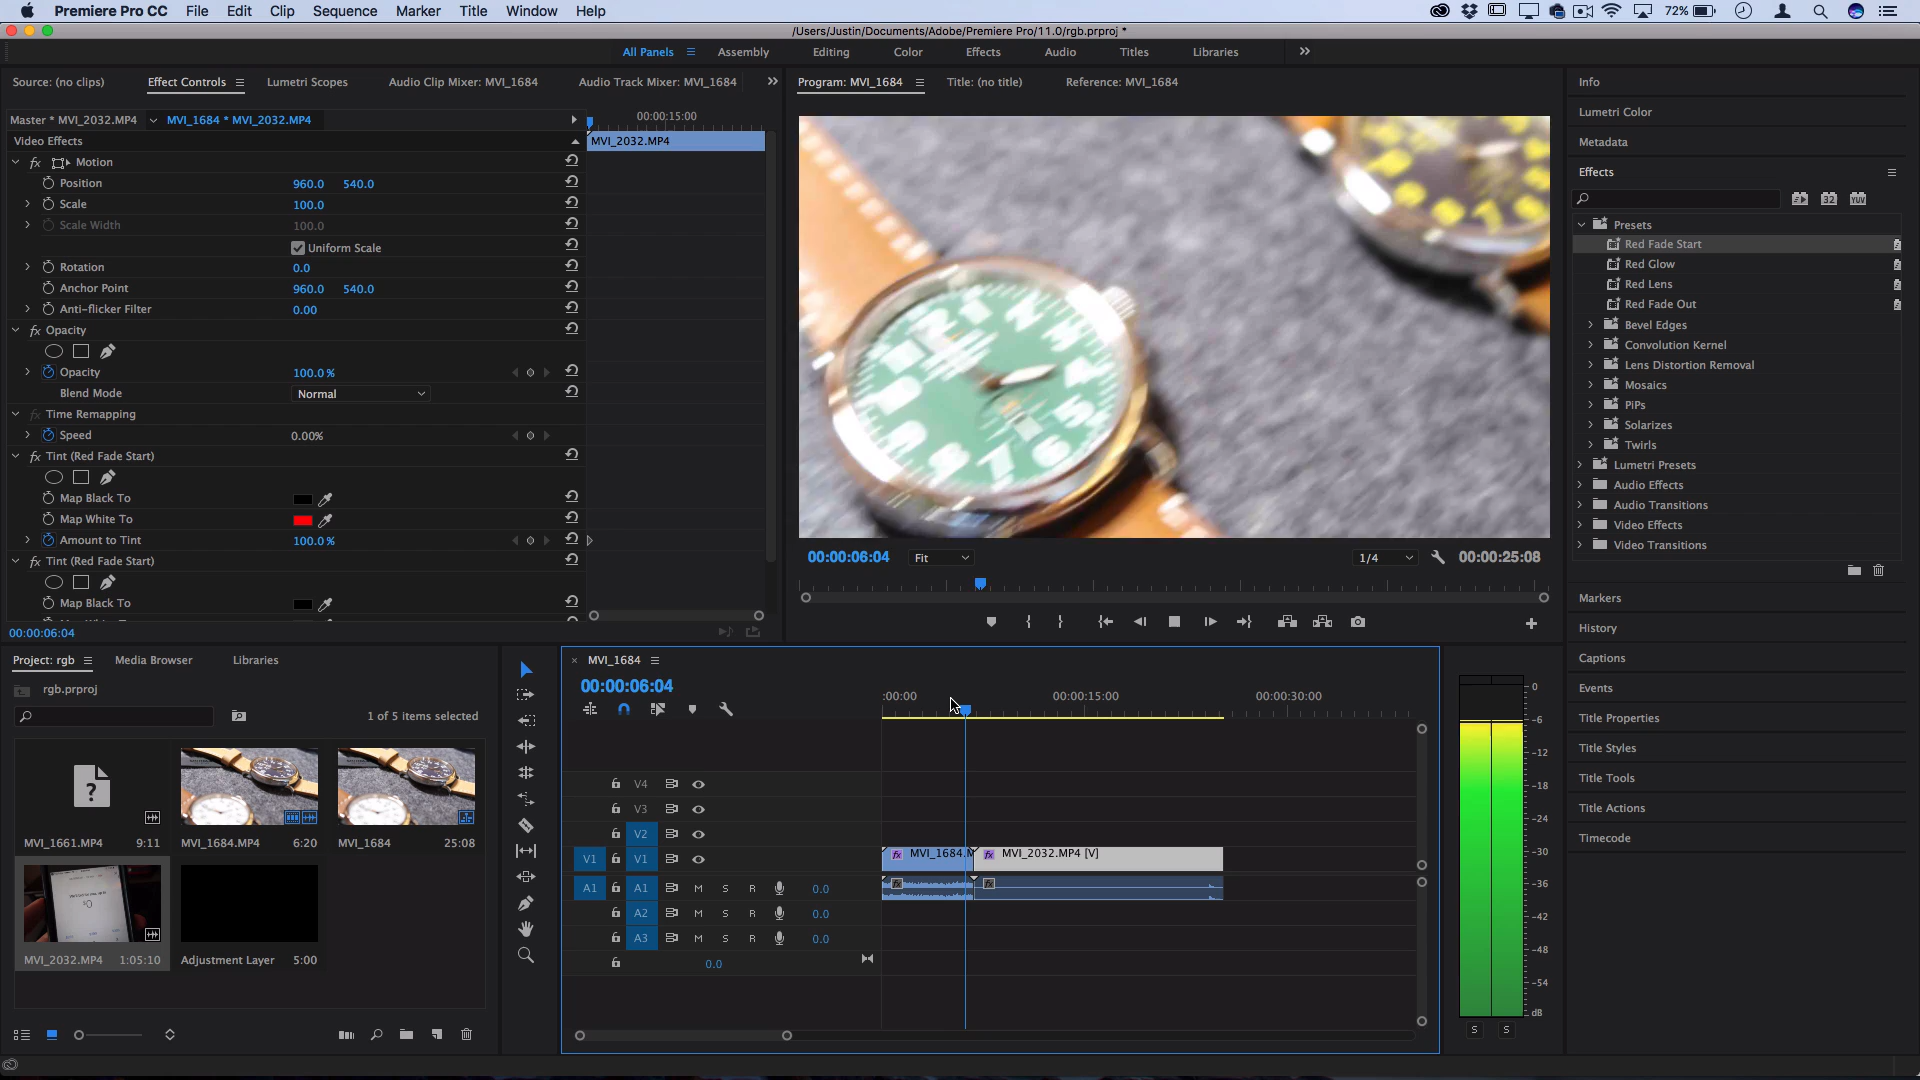 Premiere Pro CC File Edit Clip Sequence Marker Title Window Help 72%
/Users/Justin/Documents/Adobe/Premiere Pro/11.0/rgb.prproj *
All Panels Assembly Editing Color Effects Audio Titles Libraries
Source: (no clips) Effect Controls Lumetri Scopes Audio Clip Mixer: MVI_1684 Audio Track Mixer: MVI_1684
Master * MVI_2032.MP4 MVI_1684 * MVI_2032.MP4 00:00:15:00
Video Effects MVI_2032.MP4
fx Motion
Position 960.0 540.0
Scale 100.0
Scale Width 100.0
Uniform Scale
Rotation 0.0
Anchor Point 960.0 540.0
Anti-flicker Filter 0.00
fx Opacity
Opacity 100.0 %
Blend Mode Normal
fx Time Remapping
Speed 0.00%
fx Tint (Red Fade Start)
Map Black To
Map White To
Amount to Tint 100.0 %
fx Tint (Red Fade Start)
Map Black To
00:00:06:04
Program: MVI_1684 Title: (no title) Reference: MVI_1684
00:00:06:04 Fit 1/4 00:00:25:08
Info
Lumetri Color
Metadata
Effects
32 YUV
Presets
Red Fade Start
Red Glow
Red Lens
Red Fade Out
Bevel Edges
Convolution Kernel
Lens Distortion Removal
Mosaics
PiPs
Solarizes
Twirls
Lumetri Presets
Audio Effects
Audio Transitions
Video Effects
Video Transitions
Markers
History
Captions
Events
Title Properties
Title Styles
Title Tools
Title Actions
Timecode
Project: rgb Media Browser Libraries
rgb.prproj
1 of 5 items selected
?
MVI_1661.MP4 9:11 MVI_1684.MP4 6:20 MVI_1684 25:08
MVI_2032.MP4 1:05:10 Adjustment Layer 5:00
MVI_1684
00:00:06:04
:00:00 00:00:15:00 00:00:30:00
V4
V3
V2
V1 V1 fx MVI_1684.M fx MVI_2032.MP4 [V]
A1 A1 M S R 0.0 fx fx
A2 M S R 0.0
A3 M S R 0.0
0.0
0
-6
-12
-18
-24
-30
-36
-42
-48
-54
dB
S S